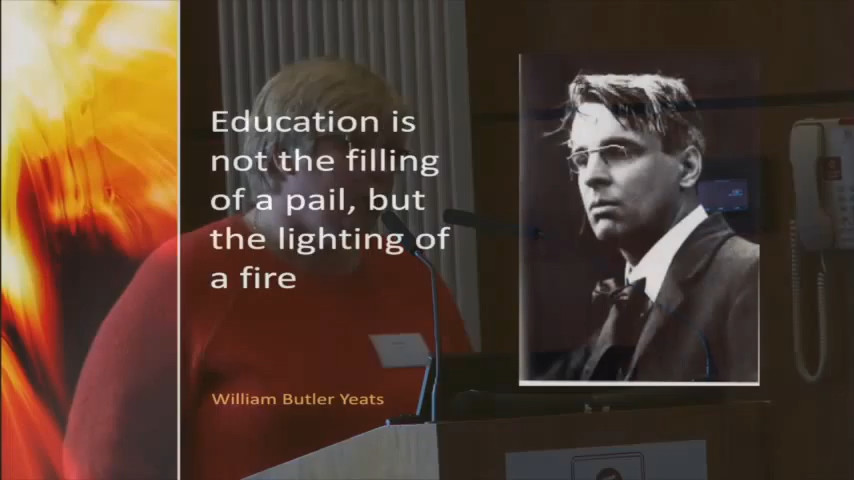 Education is
not the filling
of a pail, but
the lighting of
a fire
William Butler Yeats